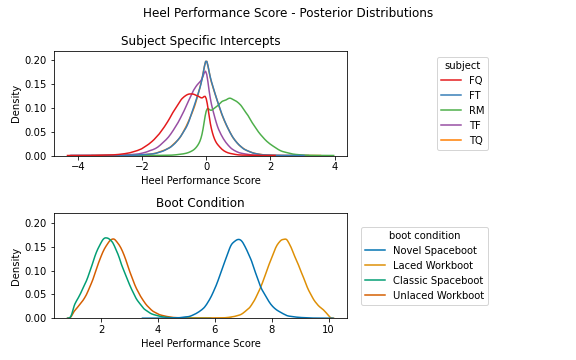 Heel Performance Score - Posterior Distributions
Subject Specific Intercepts
0.20
0.15
0.10
0.05
0.00
Density
−4
−2
0
2
4
Heel Performance Score
subject
FQ
FT
RM
TF
TQ
Boot Condition
0.20
0.15
0.10
0.05
0.00
Density
2
4
6
8
10
Heel Performance Score
boot condition
Novel Spaceboot
Laced Workboot
Classic Spaceboot
Unlaced Workboot